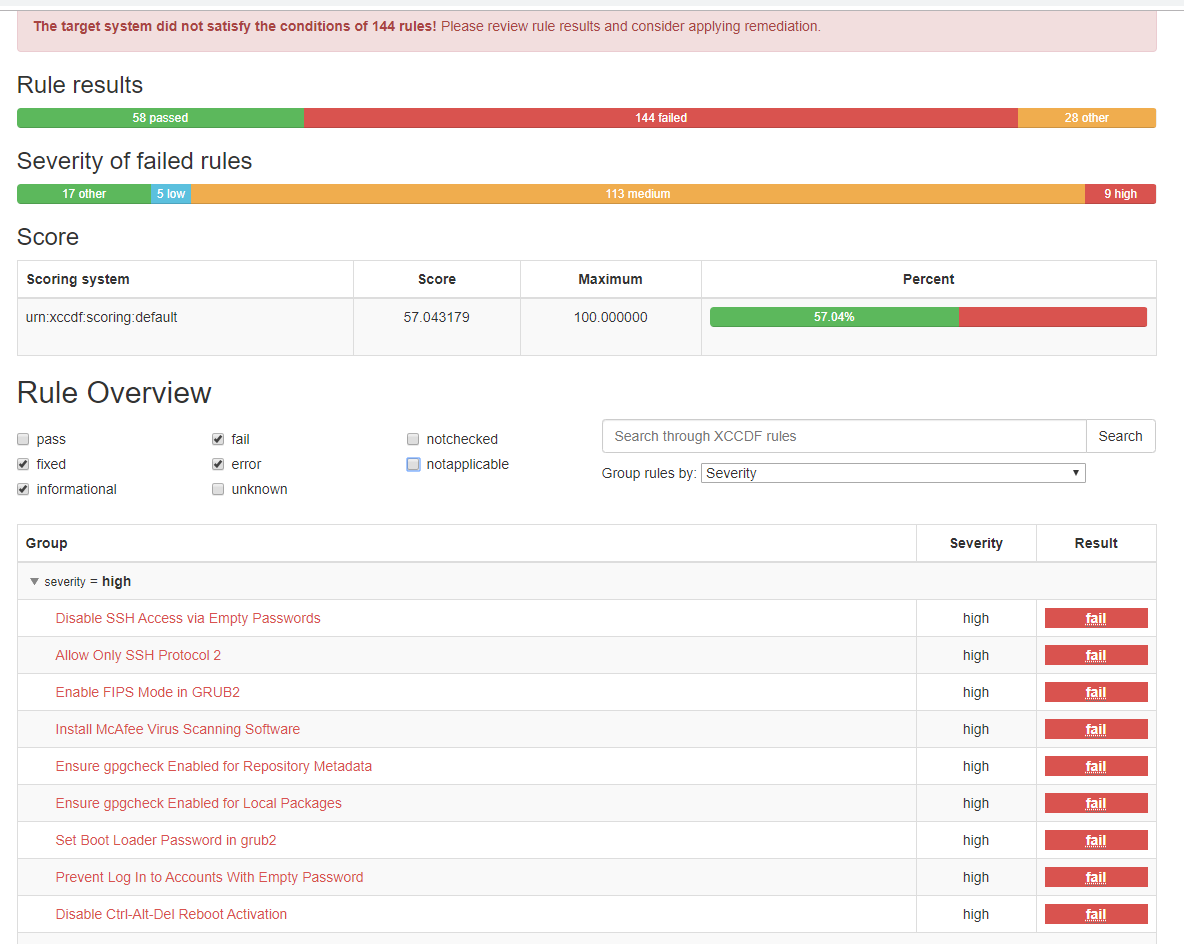 The target system did not satisfy the conditions of 144 rules! Please review rule results and consider applying remediation.
Rule results
58 passed 144 failed 28 other
Severity of failed rules
17 other 5 low 113 medium 9 high
Score
Scoring system Score Maximum Percent
urn:xccdf:scoring:default 57.043179 100.000000 57.04%
Rule Overview
pass fail notchecked
fixed error notapplicable
informational unknown
Search through XCCDF rules Search
Group rules by: Severity
Group Severity Result
severity = high
Disable SSH Access via Empty Passwords high fail
Allow Only SSH Protocol 2 high fail
Enable FIPS Mode in GRUB2 high fail
Install McAfee Virus Scanning Software high fail
Ensure gpgcheck Enabled for Repository Metadata high fail
Ensure gpgcheck Enabled for Local Packages high fail
Set Boot Loader Password in grub2 high fail
Prevent Log In to Accounts With Empty Password high fail
Disable Ctrl-Alt-Del Reboot Activation high fail